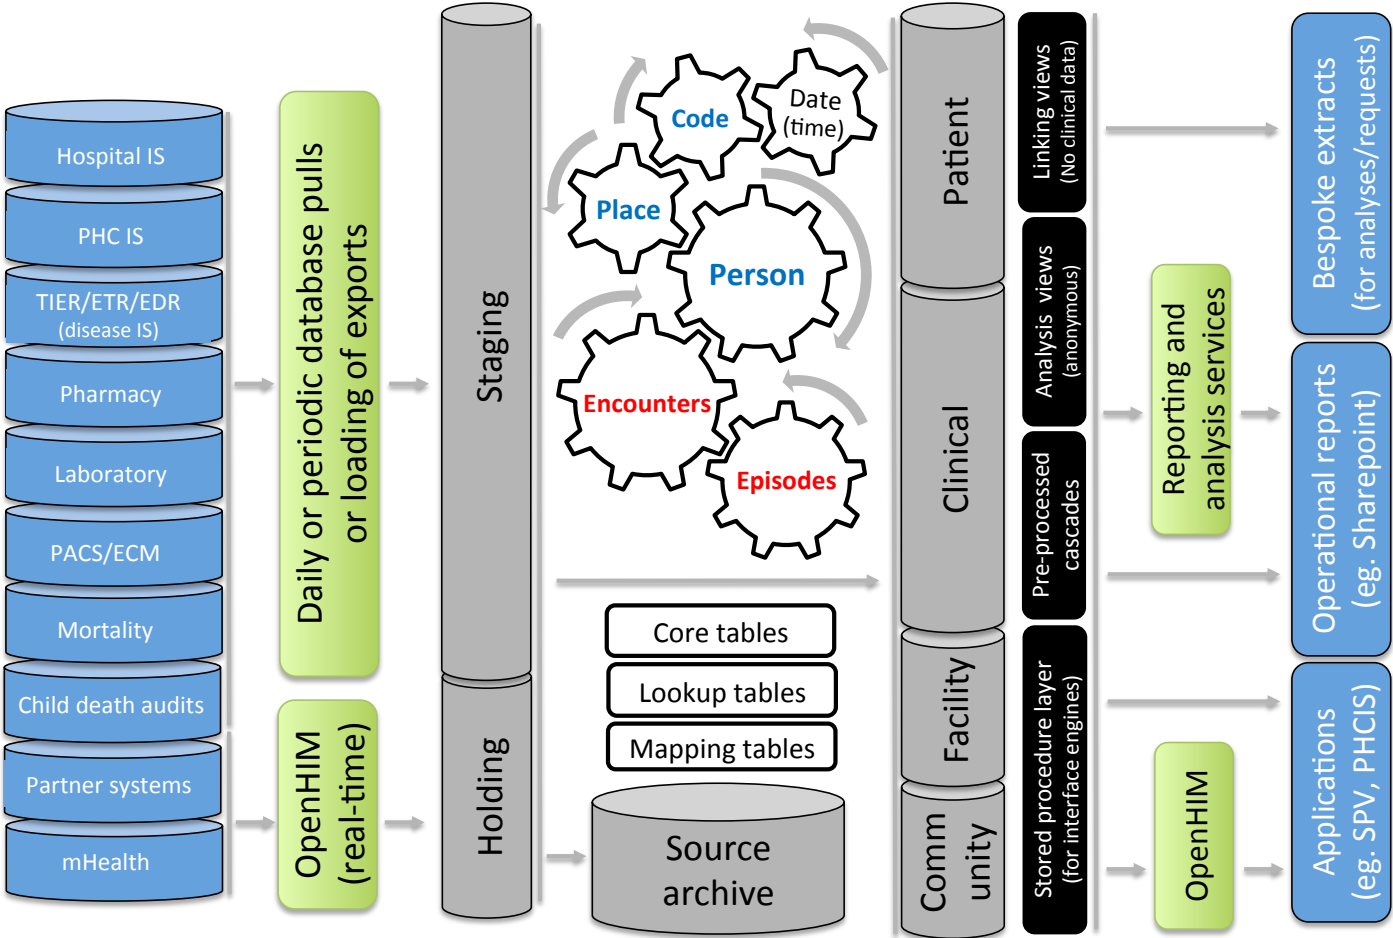 Hospital IS
PHC IS
TIER/ETR/EDR
(disease IS)
Pharmacy
Laboratory
PACS/ECM
Mortality
Child death audits
Partner systems
mHealth
Daily or periodic database pulls
or loading of exports
OpenHIM
(real-time)
Staging
Holding
Code
Date
(time)
Place
Person
Encounters
Episodes
Core tables
Lookup tables
Mapping tables
Source
archive
Patient
Clinical
Facility
Comm
unity
Linking views
(No clinical data)
Analysis views
(anonymous)
Pre-processed
cascades
Stored procedure layer
(for interface engines)
Reporting and
analysis services
OpenHIM
Bespoke extracts
(for analyses/requests)
Operational reports
(eg. Sharepoint)
Applications
(eg. SPV, PHCIS)